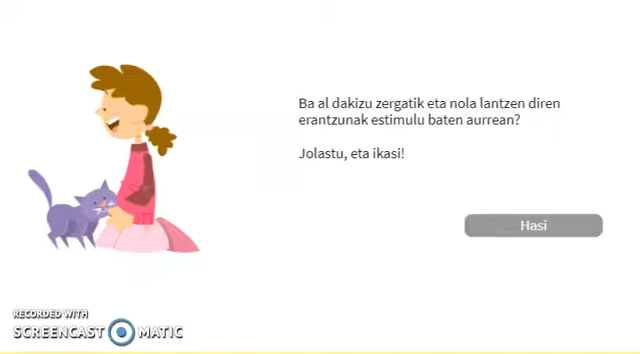 Ba al dakizu zergatik eta nola lantzen diren
erantzunak estimulu baten aurrean?
Jolastu, eta ikasi!
Hasi
RECORDED WITH
SCREENCAST MATIC